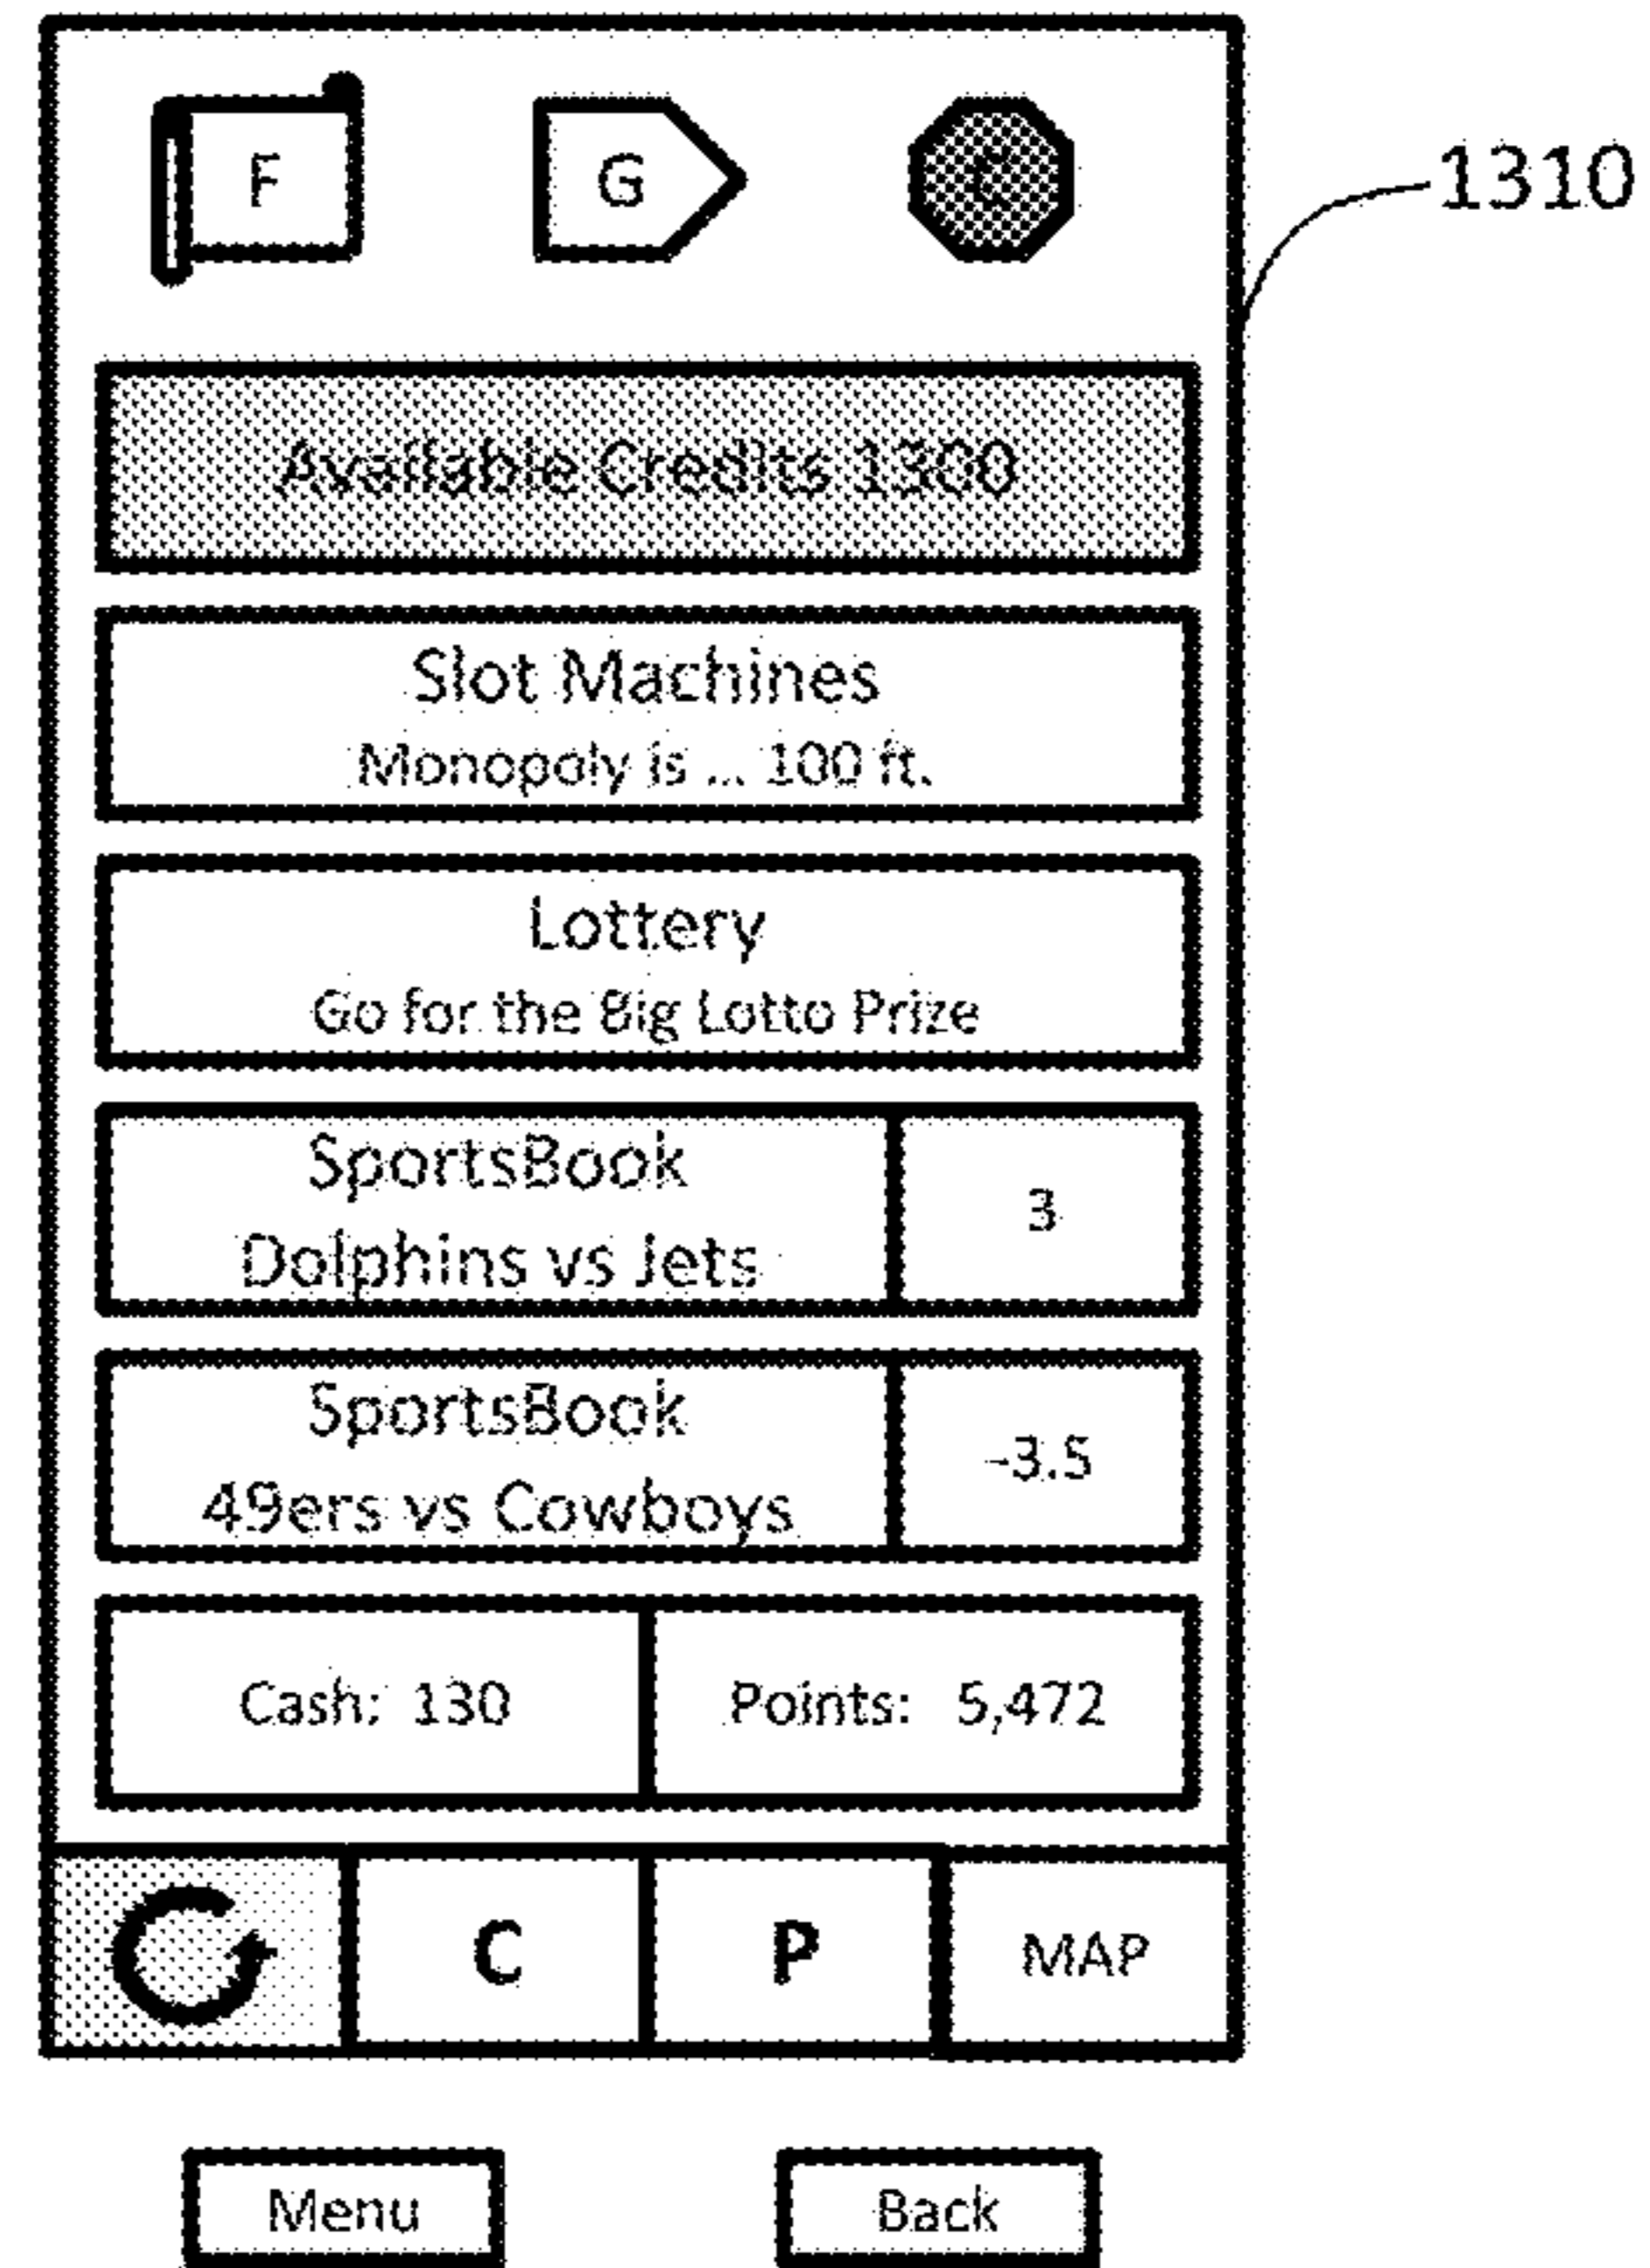 F
G
C
1310
Available Credits 1300
Slot Machines
Monopoly is ... 100 ft.
Lottery
Go for the Big Lotto Prize
SportsBook
Dolphins vs Jets
3
SportsBook
49ers vs Cowboys
-3.5
Cash: 130
Points: 5,472
C
P
MAP
Menu
Back